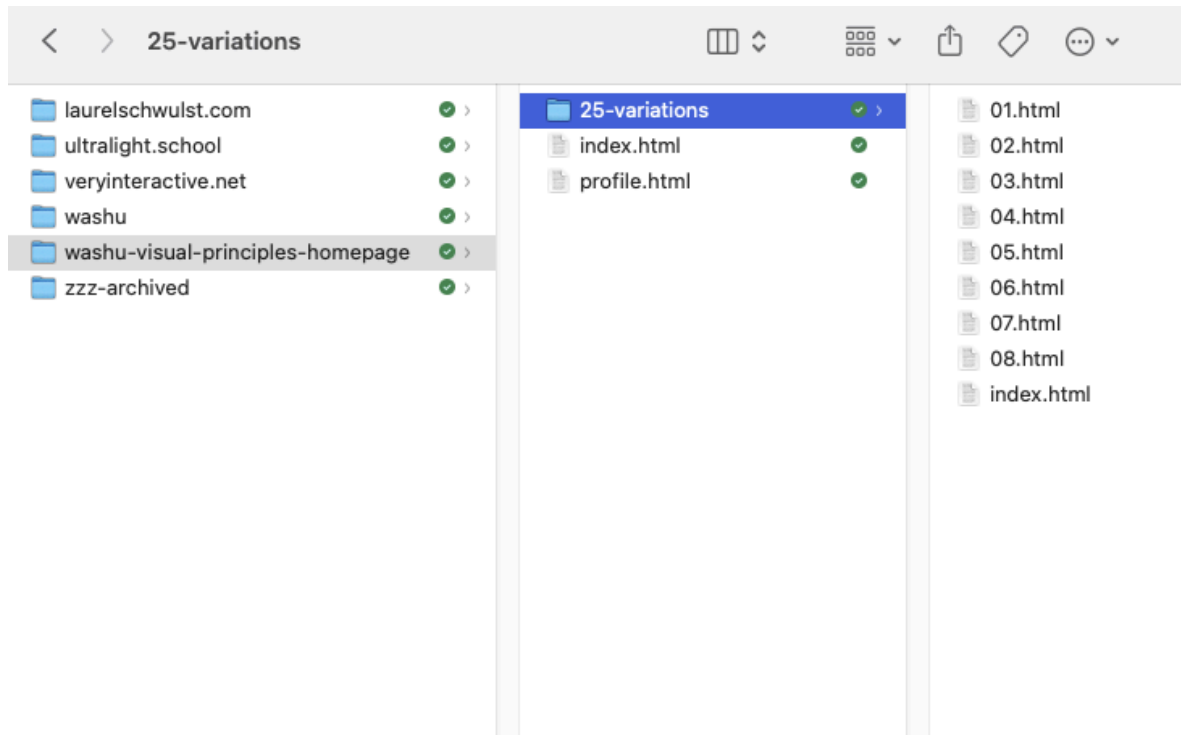 25-variations
laurelschwulst.com
ultralight.school
veryinteractive.net
washu
washu-visual-principles-homepage
zzz-archived
25-variations
index.html
profile.html
01.html
02.html
03.html
04.html
05.html
06.html
07.html
08.html
index.html